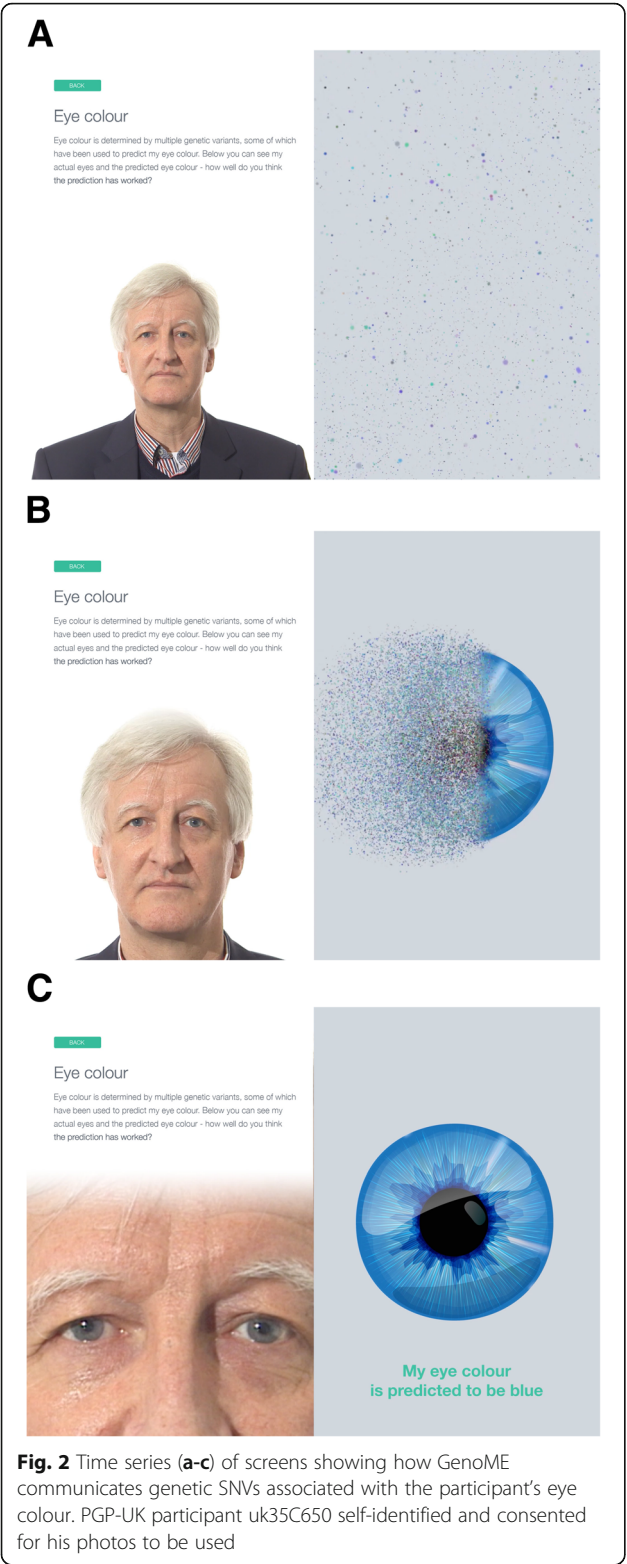 A
BACK
Eye colour
Eye colour is determined by multiple genetic variants, some of which
have been used to predict my eye colour. Below you can see my
actual eyes and the predicted eye colour - how well do you think
the prediction has worked?
B
BACK
Eye colour
Eye colour is determined by multiple genetic variants, some of which
have been used to predict my eye colour. Below you can see my
actual eyes and the predicted eye colour - how well do you think
the prediction has worked?
C
BACK
Eye colour
Eye colour is determined by multiple genetic variants, some of which
have been used to predict my eye colour. Below you can see my
actual eyes and the predicted eye colour - how well do you think
the prediction has worked?
My eye colour
is predicted to be blue
Fig. 2 Time series (a-c) of screens showing how GenoME
communicates genetic SNVs associated with the participant's eye
colour. PGP-UK participant uk35C650 self-identified and consented
for his photos to be used